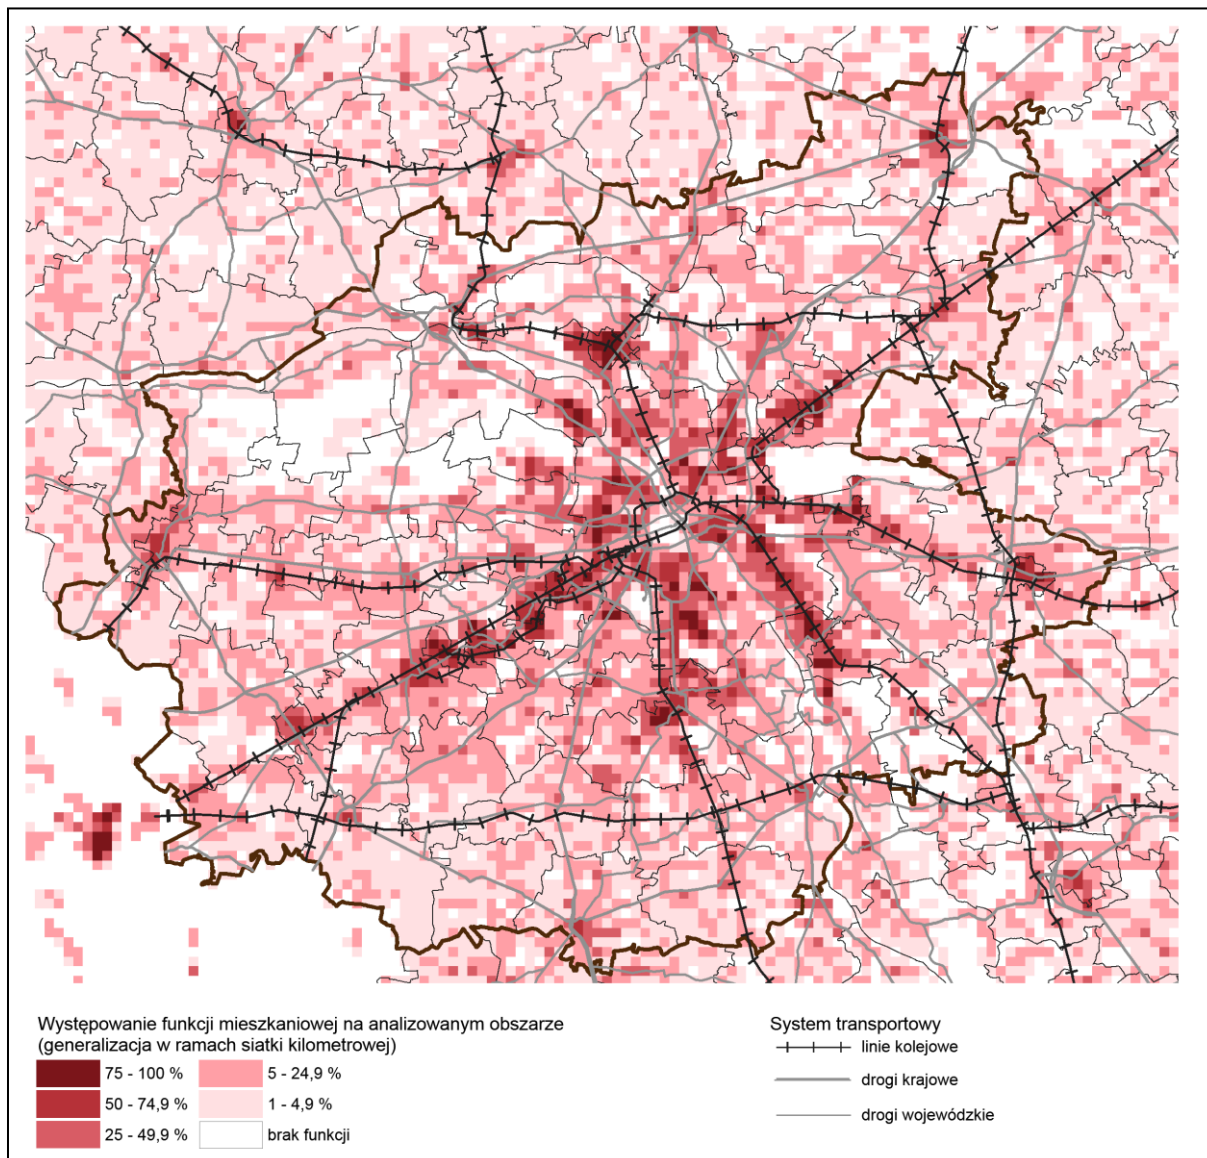 Występowanie funkcji mieszkaniowej na analizowanym obszarze
(generalizacja w ramach siatki kilometrowej)
75 - 100 %
50 - 74,9 %
25 - 49,9 %
5 - 24,9 %
1 - 4,9 %
brak funkcji
System transportowy
linie kolejowe
drogi krajowe
drogi wojewódzkie